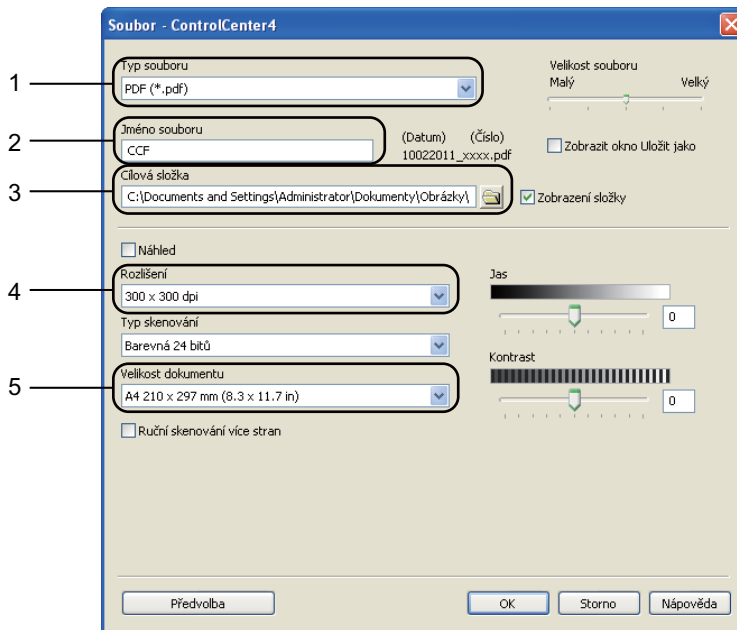 Soubor - ControlCenter4
1
Typ souboru
PDF (*.pdf)
Velikost souboru
Malý Velký
2
Jméno souboru
CCF
(Datum) (Číslo)
10022011_xxxx.pdf
Zobrazit okno Uložit jako
3
Cílová složka
C:\Documents and Settings\Administrator\Dokumenty\Obrázky\
Zobrazení složky
Náhled
4
Rozlišení
300 x 300 dpi
Jas
0
Typ skenování
Barevná 24 bitů
Kontrast
0
5
Velikost dokumentu
A4 210 x 297 mm (8.3 x 11.7 in)
Ruční skenování více stran
Předvolba OK Storno Nápověda